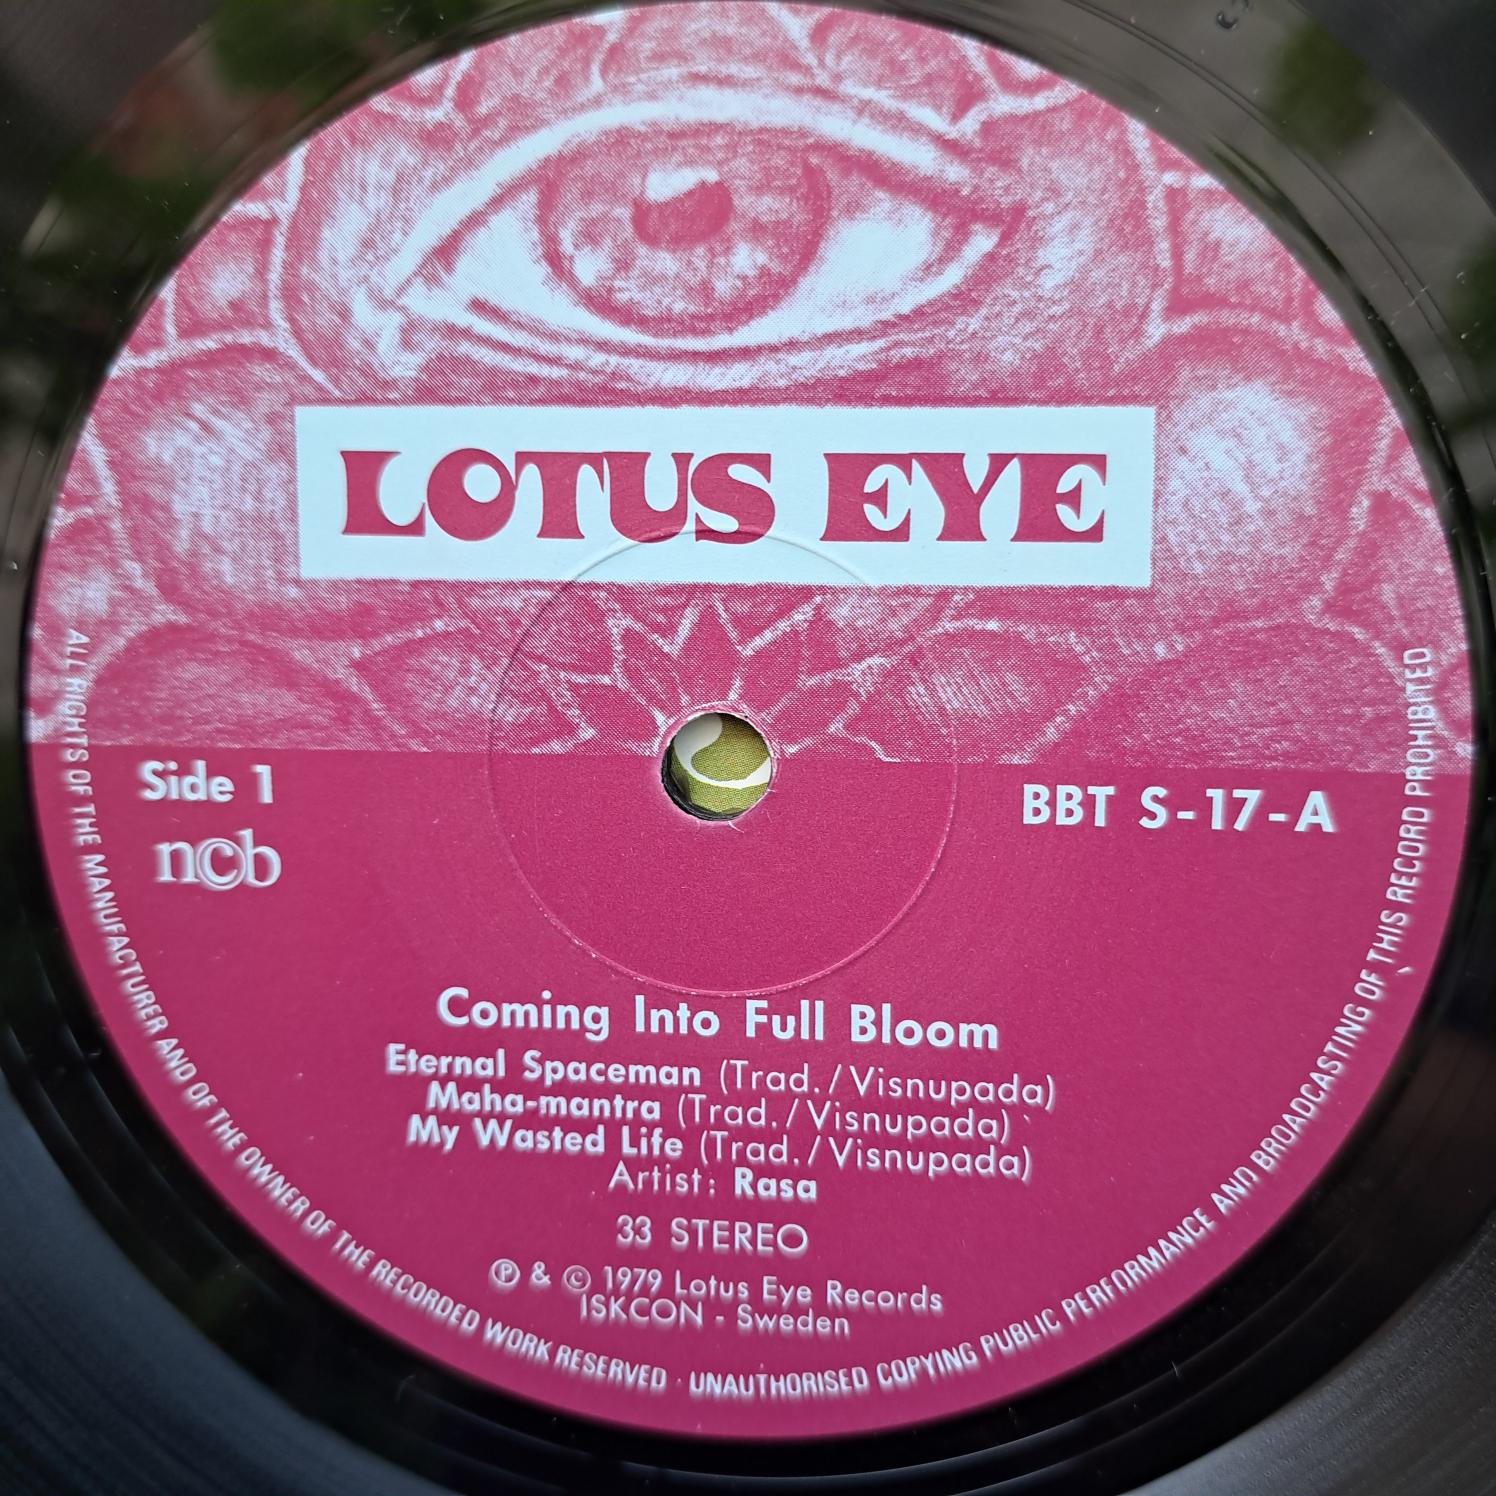 LOTUS EYE
Side 1
BBT S-17-A
n©b
Coming Into Full Bloom
Eternal Spaceman (Trad./Visnupada)
Maha-mantra (Trad./Visnupada)
My Wasted Life (Trad./Visnupada)
Artist: Rasa
33 STEREO
℗ & © 1979 Lotus Eye Records
ISKCON - Sweden
ALL RIGHTS OF THE MANUFACTURER AND OF THE OWNER OF THE RECORDED WORK RESERVED · UNAUTHORISED COPYING PUBLIC PERFORMANCE AND BROADCASTING OF THIS RECORD PROHIBITED